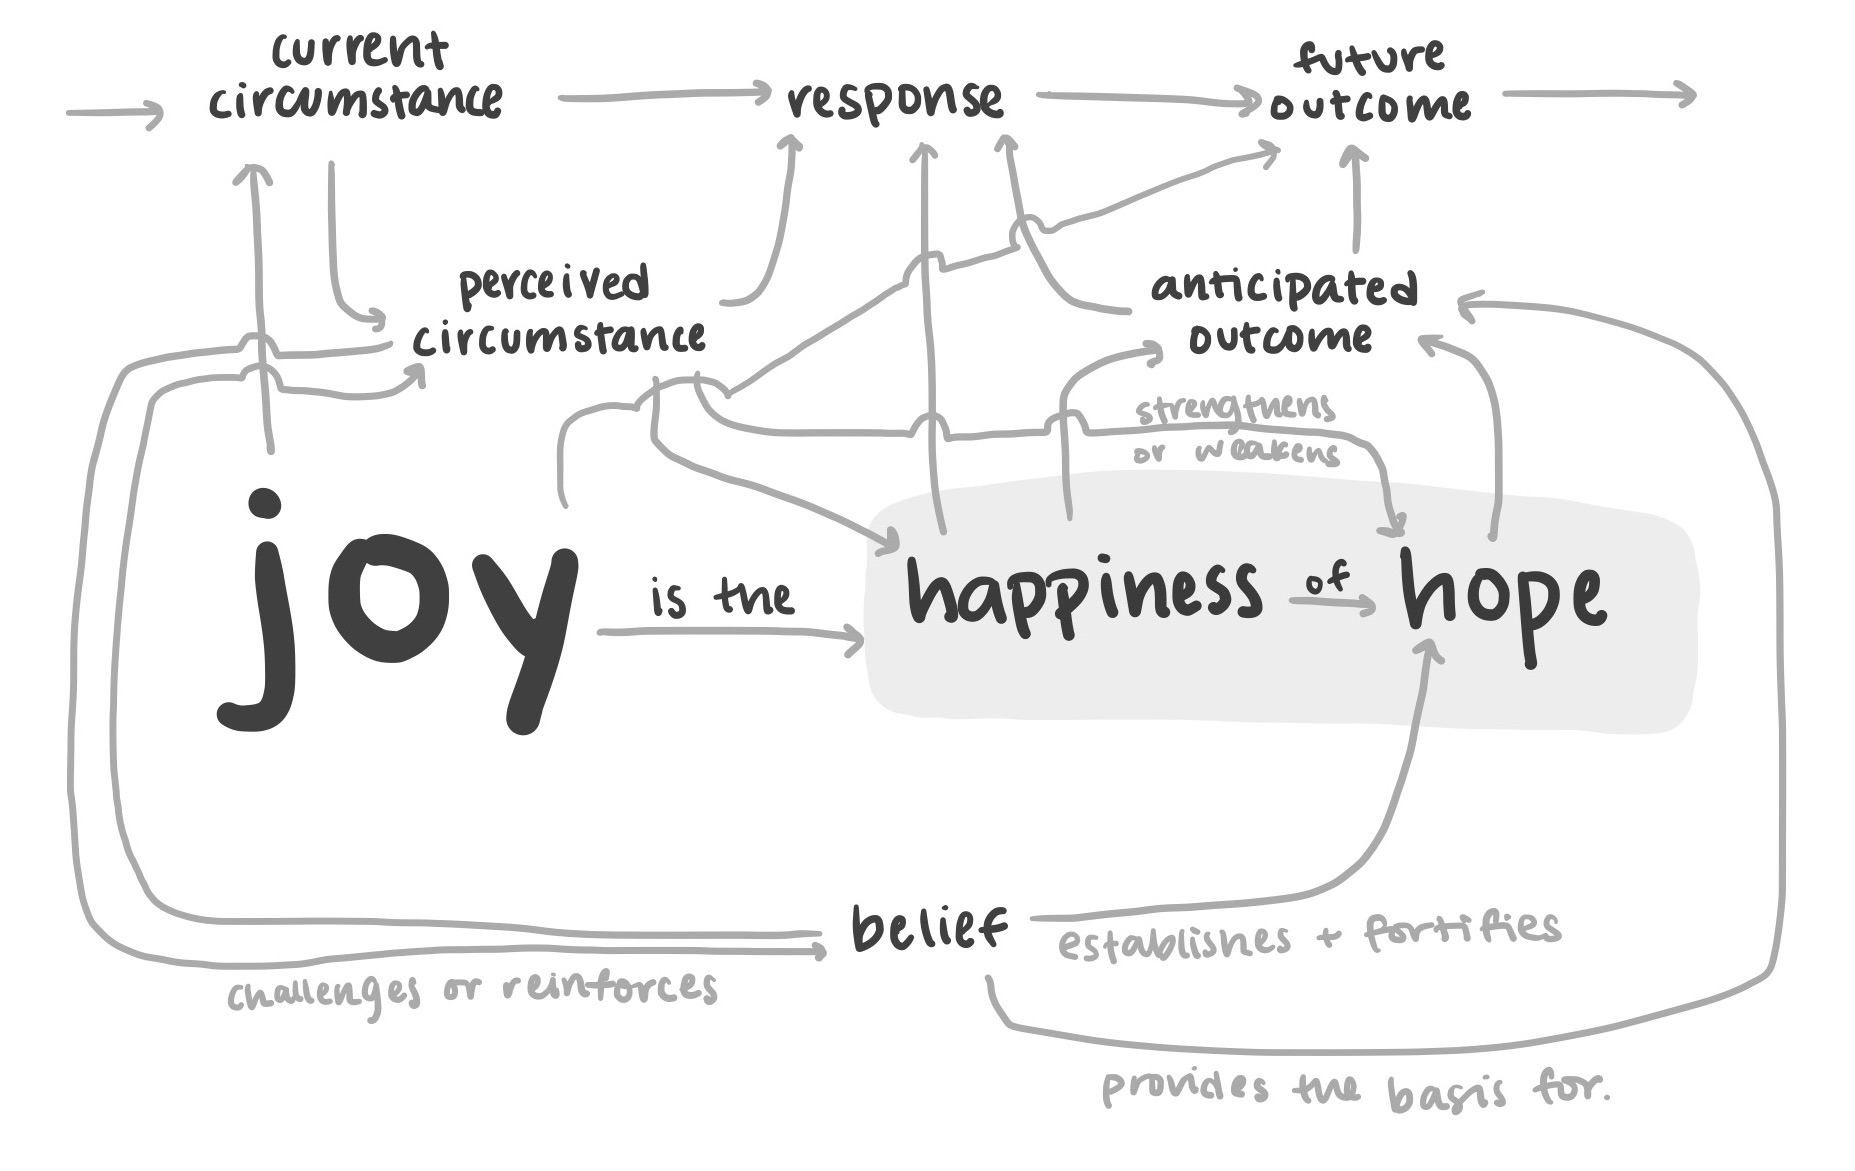 current
circumstance
response
future
outcome
perceived
circumstance
anticipated
outcome
strengthens
or weakens
joy is the happiness of hope
belief
establishes + fortifies
challenges or reinforces
provides the basis for.